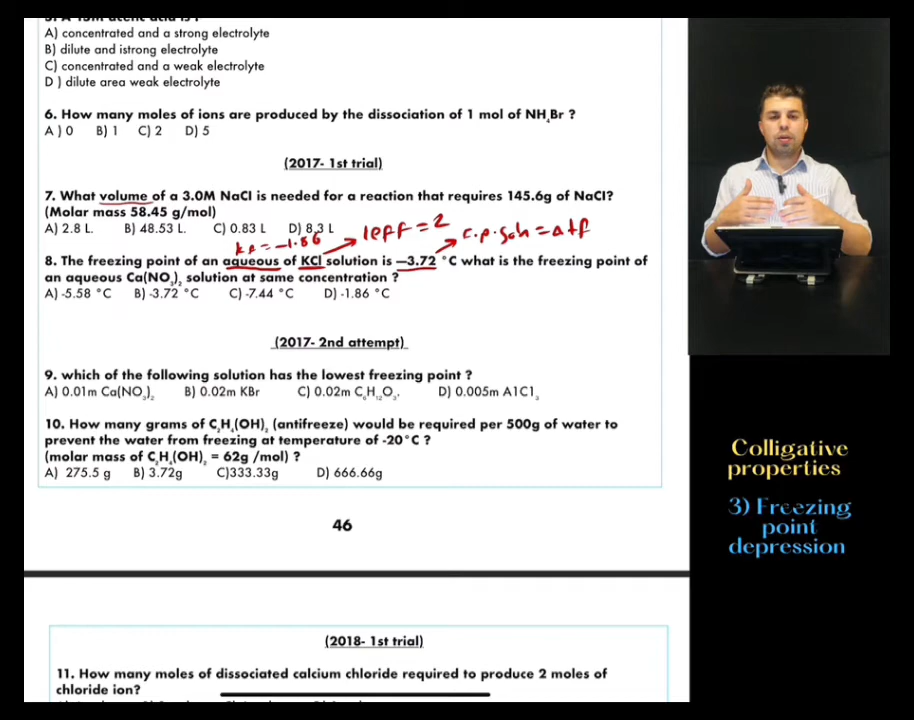 A) concentrated and a strong electrolyte
B) dilute and istrong electrolyte
C) concentrated and a weak electrolyte
D ) dilute area weak electrolyte
6. How many moles of ions are produced by the dissociation of 1 mol of NH₄Br ?
A ) 0 B) 1 C) 2 D) 5
(2017- 1st trial)
7. What volume of a 3.0M NaCl is needed for a reaction that requires 145.6g of NaCl?
(Molar mass 58.45 g/mol)
A) 2.8 L. B) 48.53 L. C) 0.83 L D) 8.3 L
kf = -1.86 ieff = 2 F.p.soln = Δtf
8. The freezing point of an aqueous of KCl solution is –3.72 °C what is the freezing point of
an aqueous Ca(NO₃)₂ solution at same concentration ?
A) -5.58 °C B) -3.72 °C C) -7.44 °C D) -1.86 °C
(2017- 2nd attempt)
9. which of the following solution has the lowest freezing point ?
A) 0.01m Ca(NO₃)₂ B) 0.02m KBr C) 0.02m C₆H₁₂O₆. D) 0.005m A1C1₃
10. How many grams of C₂H₄(OH)₂ (antifreeze) would be required per 500g of water to
prevent the water from freezing at temperature of -20°C ?
(molar mass of C₂H₄(OH)₂ = 62g /mol) ?
A) 275.5 g B) 3.72g C)333.33g D) 666.66g
46
(2018- 1st trial)
11. How many moles of dissociated calcium chloride required to produce 2 moles of
chloride ion?
Colligative
properties
3) Freezing
point
depression